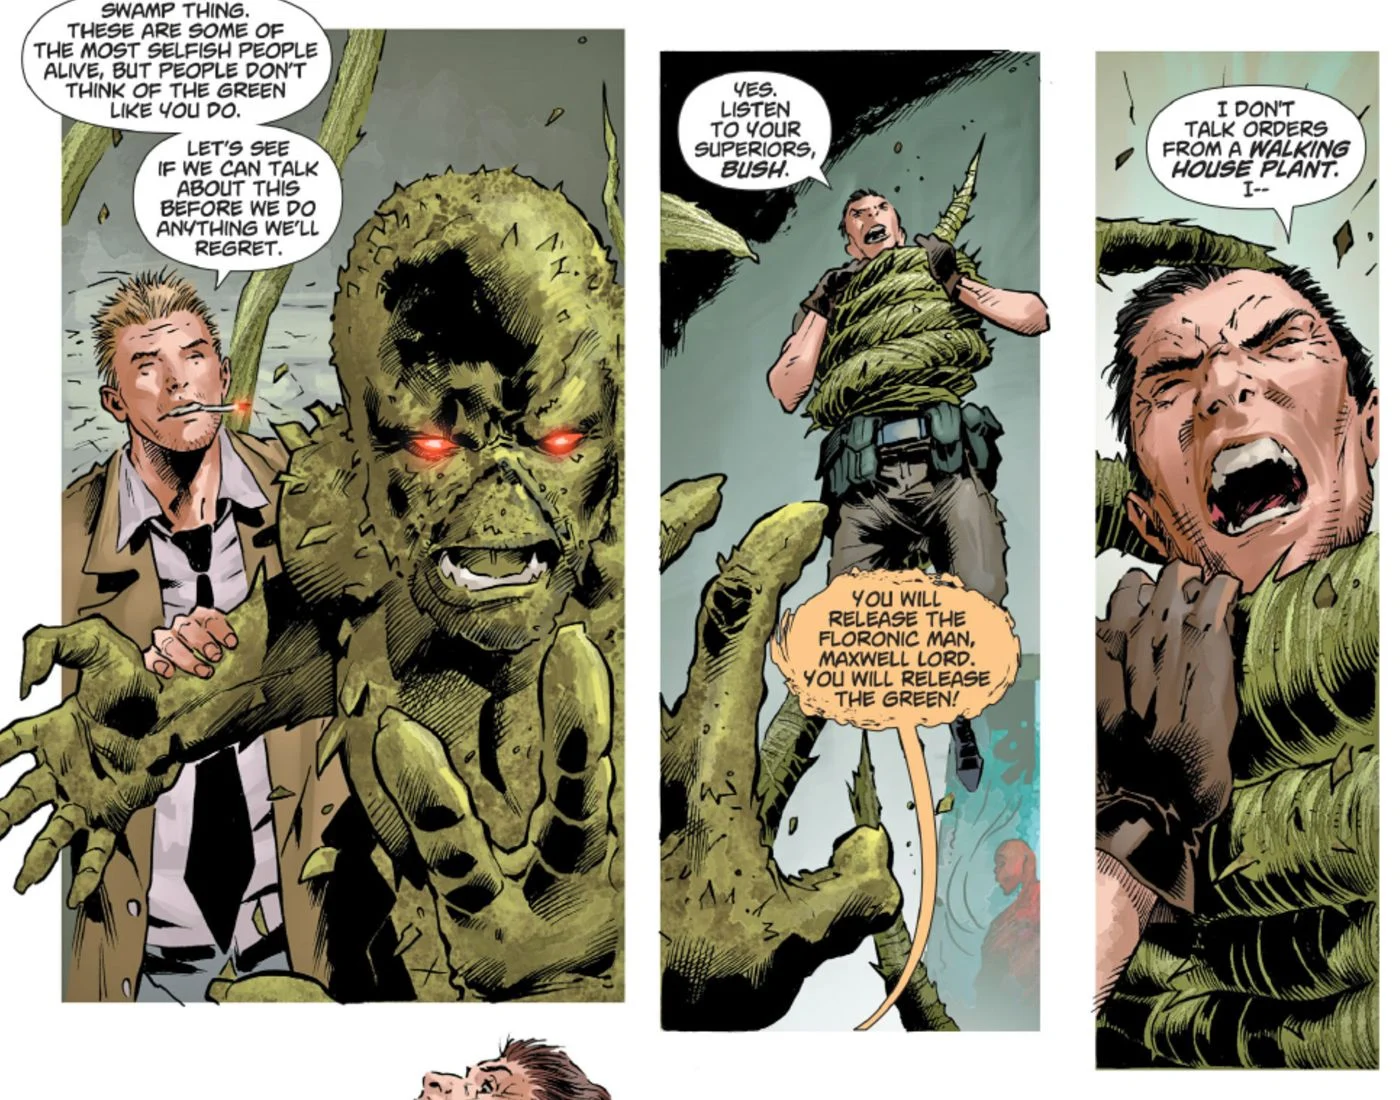 SWAMP THING.
THESE ARE SOME OF
THE MOST SELFISH PEOPLE
ALIVE, BUT PEOPLE DON'T
THINK OF THE GREEN
LIKE YOU DO.
LET'S SEE
IF WE CAN TALK
ABOUT THIS
BEFORE WE DO
ANYTHING WE'LL
REGRET.
YES.
LISTEN
TO YOUR
SUPERIORS,
BUSH.
YOU WILL
RELEASE THE
FLORONIC MAN,
MAXWELL LORD.
YOU WILL RELEASE
THE GREEN!
I DON'T
TALK ORDERS
FROM A WALKING
HOUSE PLANT.
I--